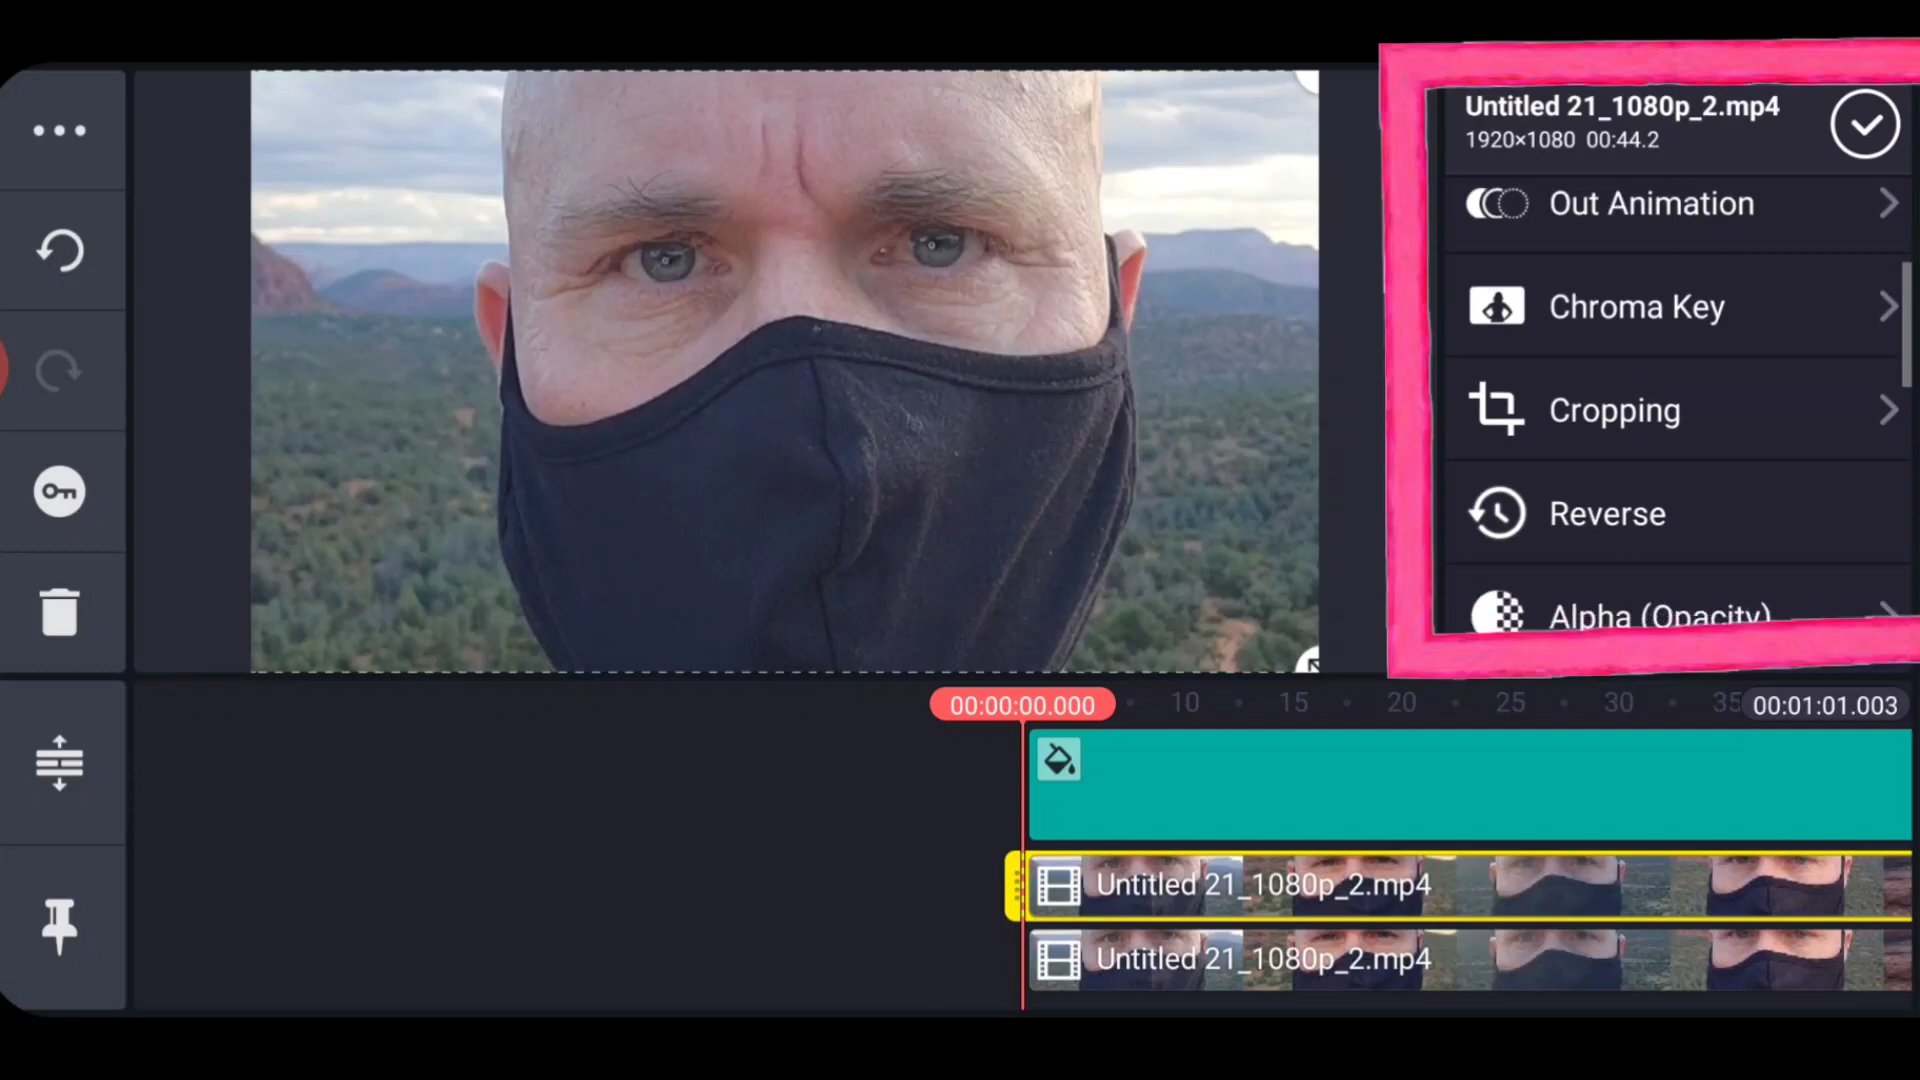 Untitled 21_1080p_2.mp4
1920×1080 00:44.2
Out Animation
Chroma Key
Cropping
Reverse
Alpha (Opacity)
00:00:00.000
10 15 20 25 30 35
00:01:01.003
Untitled 21_1080p_2.mp4
Untitled 21_1080p_2.mp4